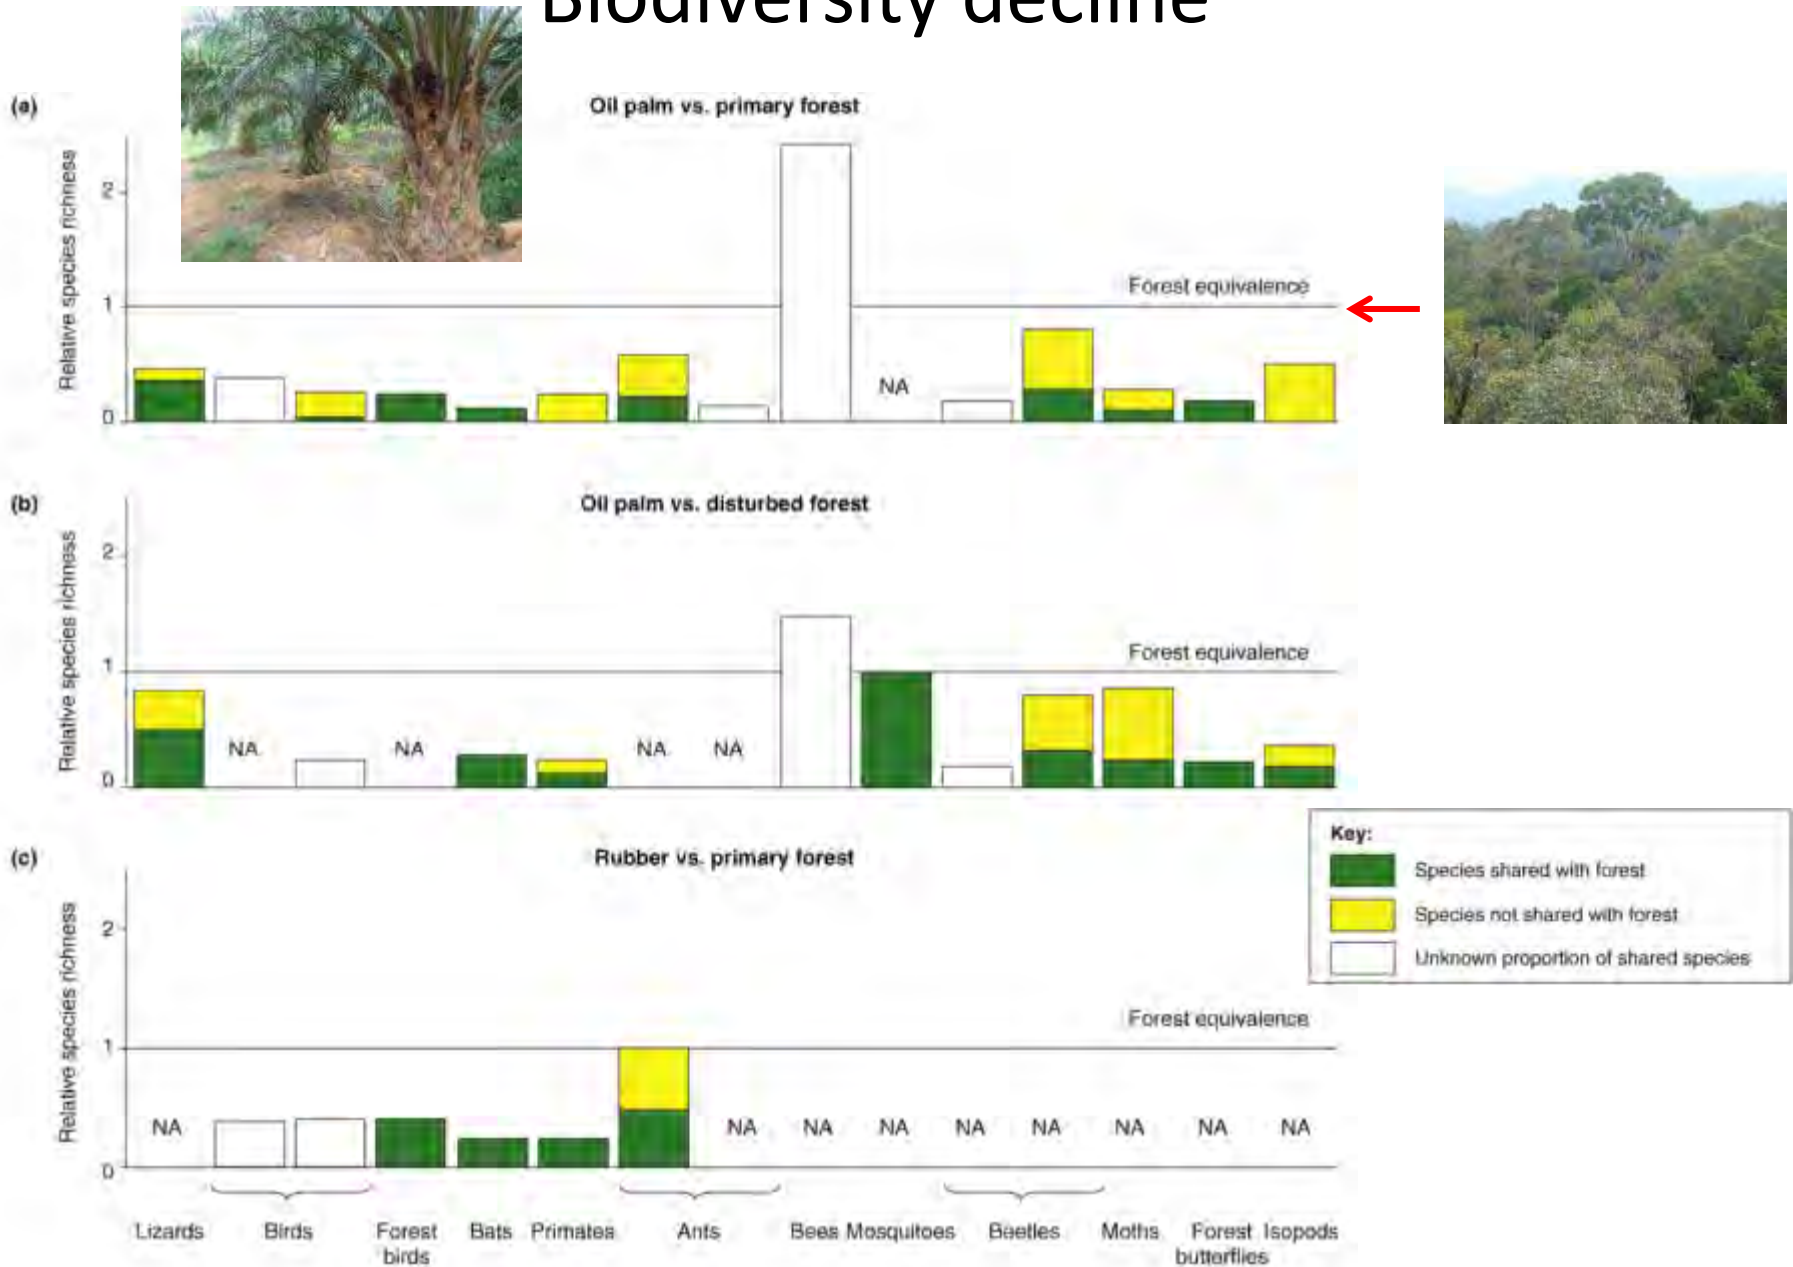 Biodiversity decline
(a)
Oil palm vs. primary forest
Relative species richness
2
1
0
Forest equivalence
NA
(b)
Oil palm vs. disturbed forest
Relative species richness
2
1
0
Forest equivalence
NA NA NA NA
(c)
Rubber vs. primary forest
Relative species richness
2
1
0
Forest equivalence
NA NA NA NA NA NA NA NA NA
Key:
Species shared with forest
Species not shared with forest
Unknown proportion of shared species
Lizards Birds Forest Bats Primates Ants Bees Mosquitoes Beetles Moths Forest Isopods
birds butterflies